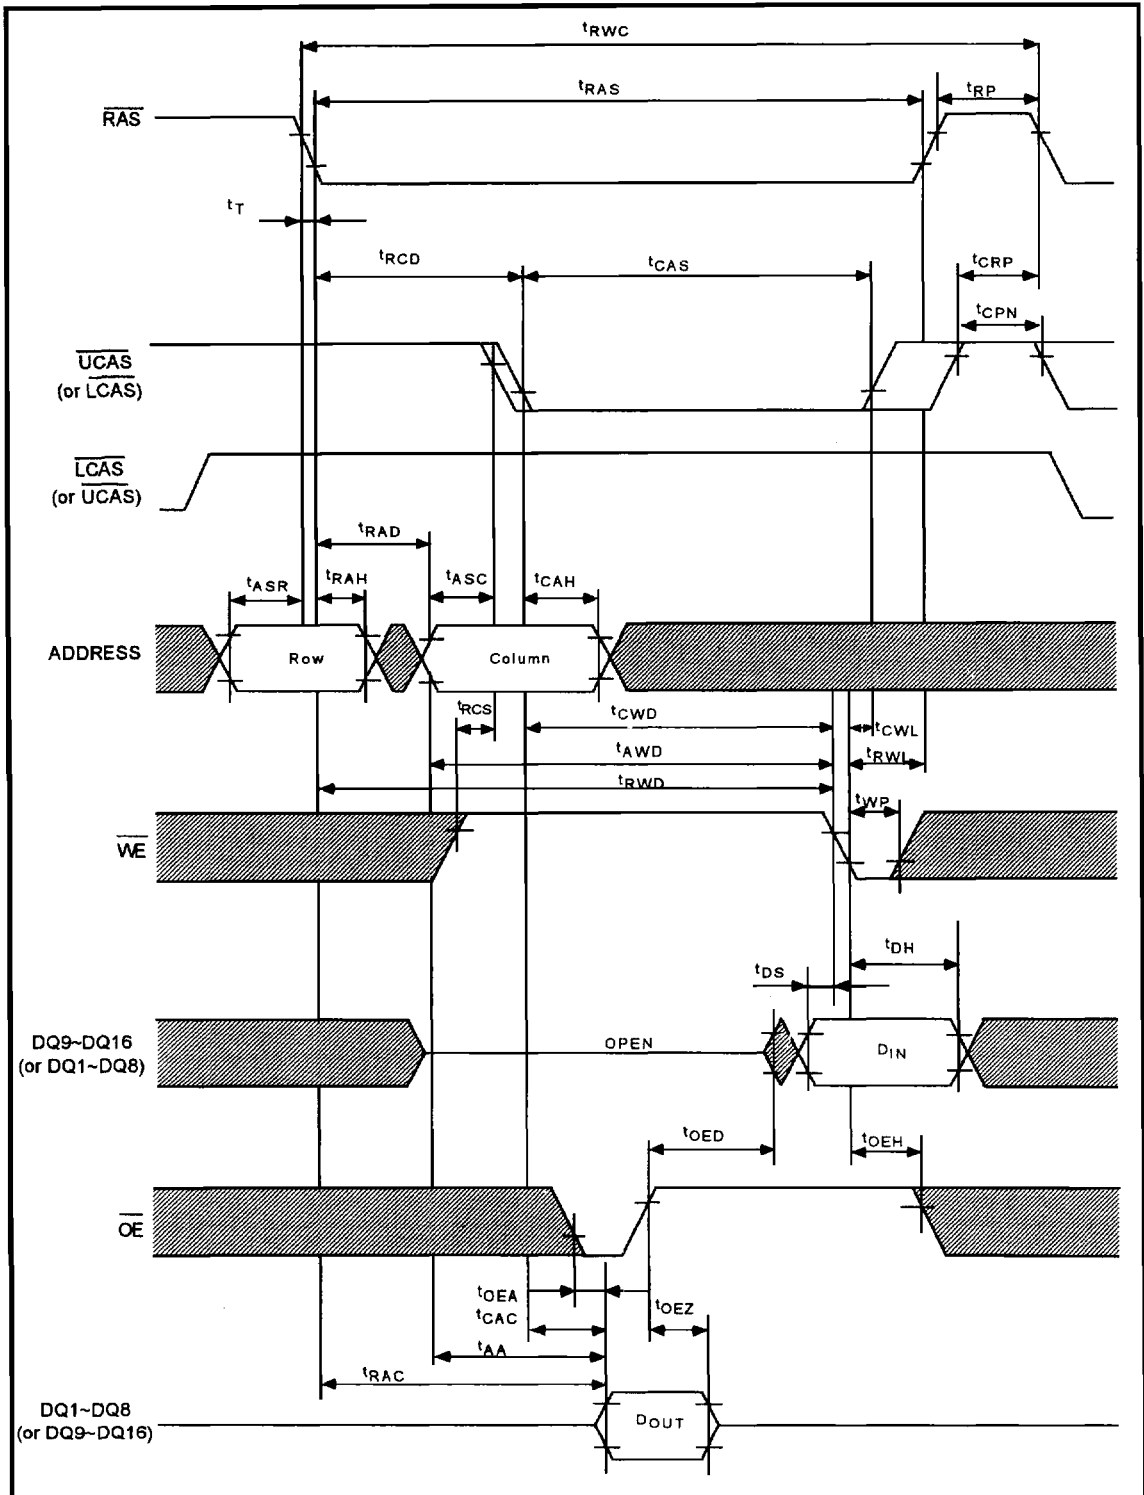 tRWC
tRAS
tRP
RAS
tT
tRCD
tCAS
tCRP
tCPN
UCAS
(or LCAS)
LCAS
(or UCAS)
tRAD
tASR
tRAH
tASC
tCAH
ADDRESS
Row
Column
tRCS
tCWD
tCWL
tAWD
tRWL
tRWD
tWP
WE
tDH
tDS
DQ9~DQ16
(or DQ1~DQ8)
OPEN
DIN
tOED
tOEH
OE
tOEA
tCAC
tOEZ
tAA
tRAC
DQ1~DQ8
(or DQ9~DQ16)
DOUT